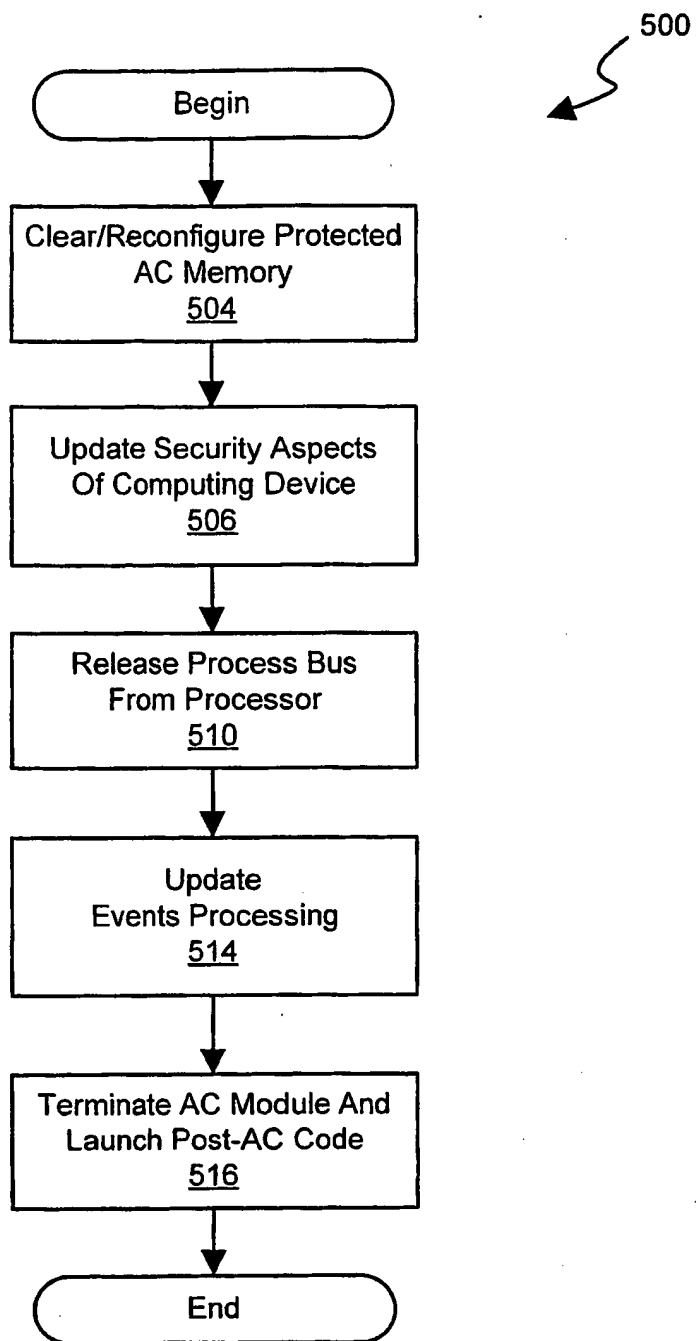 500
Begin
Clear/Reconfigure Protected
AC Memory
504
Update Security Aspects
Of Computing Device
506
Release Process Bus
From Processor
510
Update
Events Processing
514
Terminate AC Module And
Launch Post-AC Code
516
End